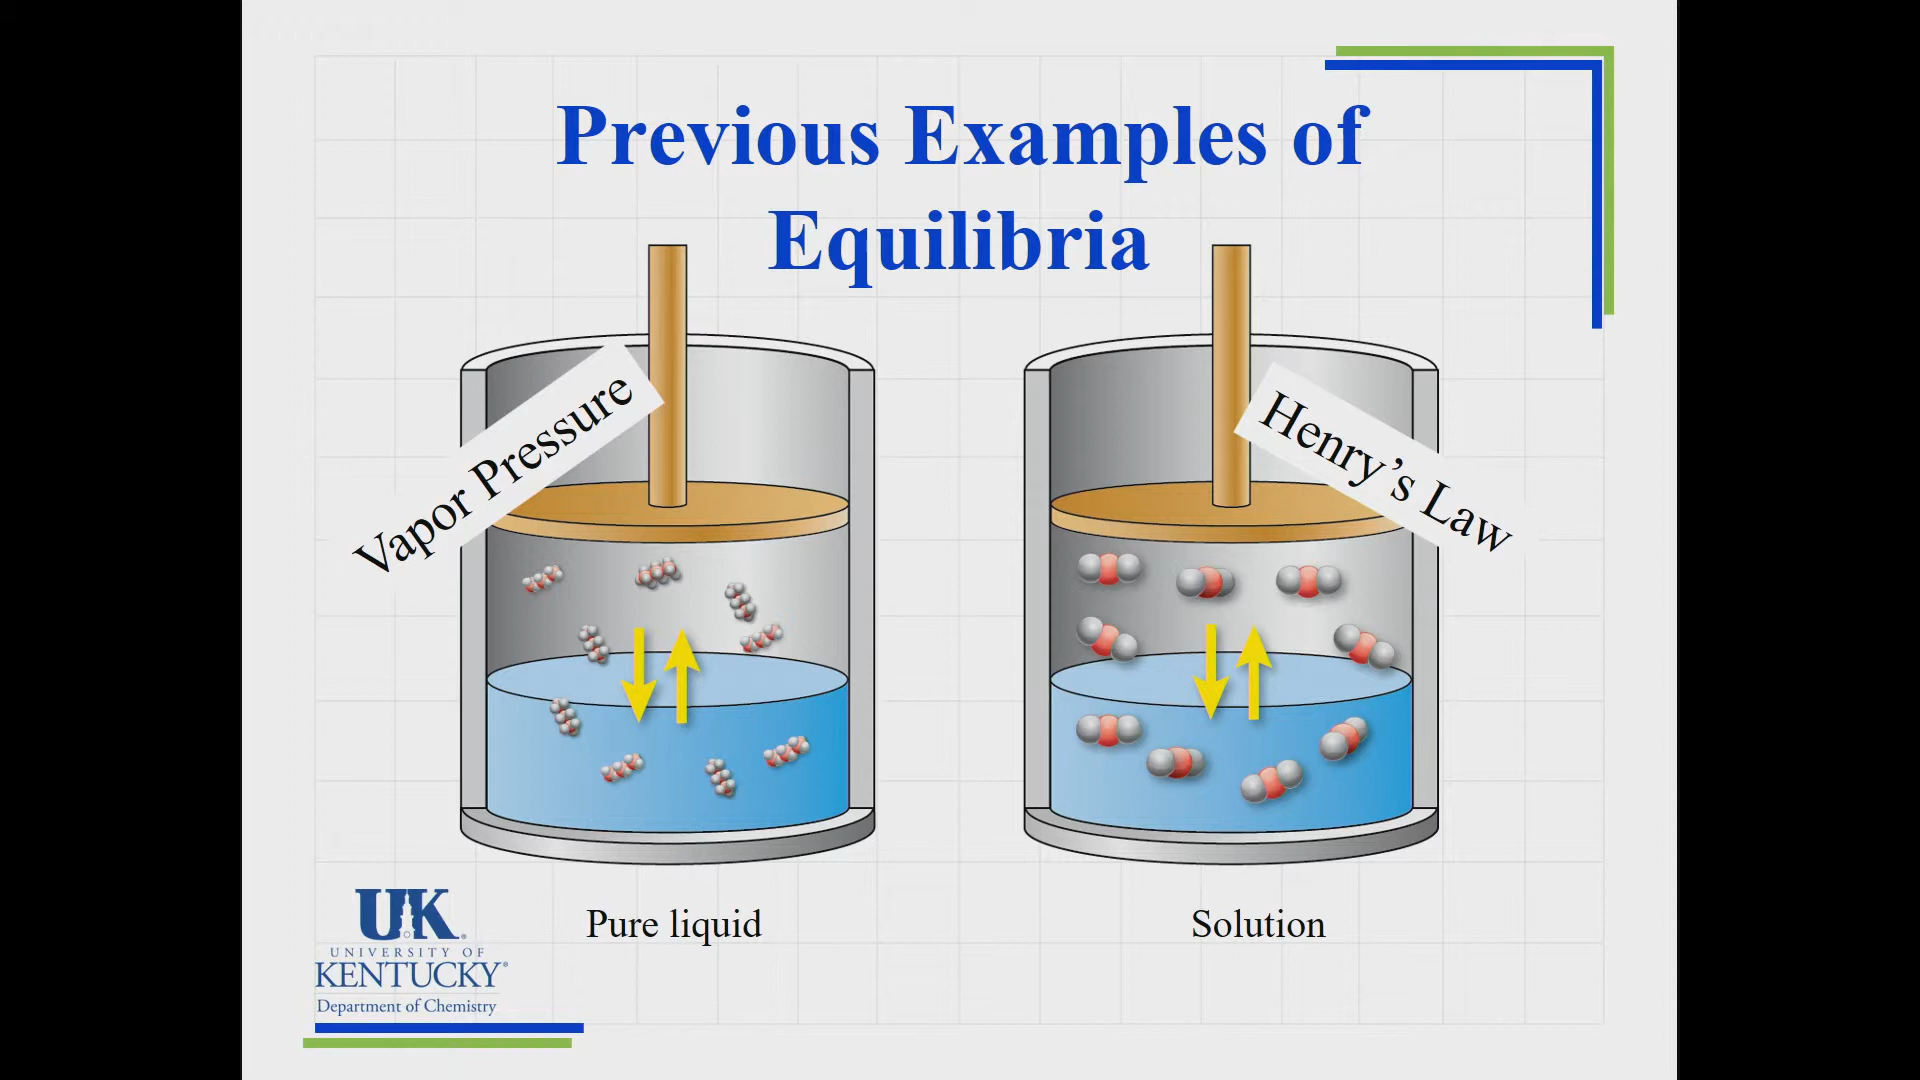 Previous Examples of
Equilibria
Vapor Pressure
Henry’s Law
Pure liquid
Solution
UK
UNIVERSITY OF
KENTUCKY®
Department of Chemistry